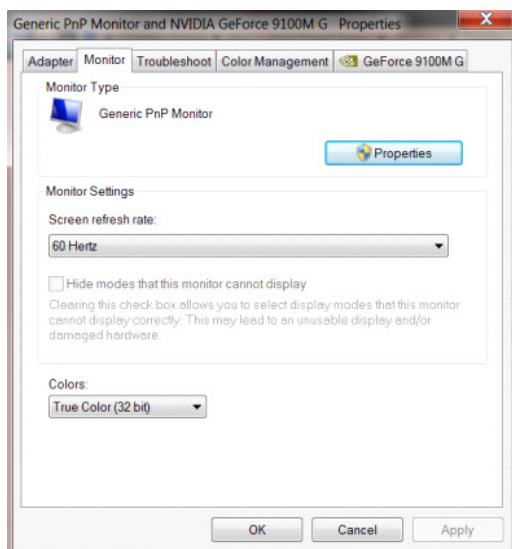 Generic PnP Monitor and NVIDIA GeForce 9100M G Properties
Adapter Monitor Troubleshoot Color Management GeForce 9100M G
Monitor Type
Generic PnP Monitor
Properties
Monitor Settings
Screen refresh rate:
60 Hertz
Hide modes that this monitor cannot display
Clearing this check box allows you to select display modes that this monitor
cannot display correctly. This may lead to an unusable display and/or
damaged hardware.
Colors:
True Color (32 bit)
OK Cancel Apply